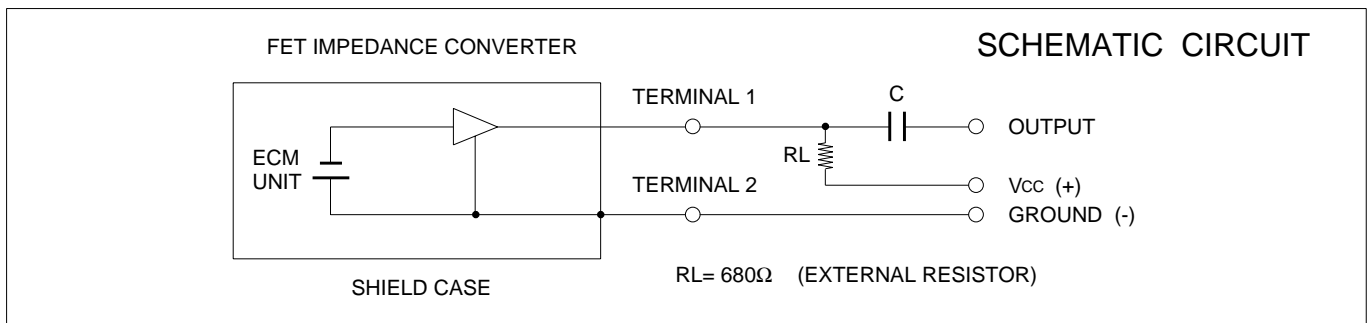 SCHEMATIC CIRCUIT
FET IMPEDANCE CONVERTER
TERMINAL 1
C
OUTPUT
RL
ECM
UNIT
VCC (+)
TERMINAL 2
GROUND (-)
RL= 680Ω (EXTERNAL RESISTOR)
SHIELD CASE